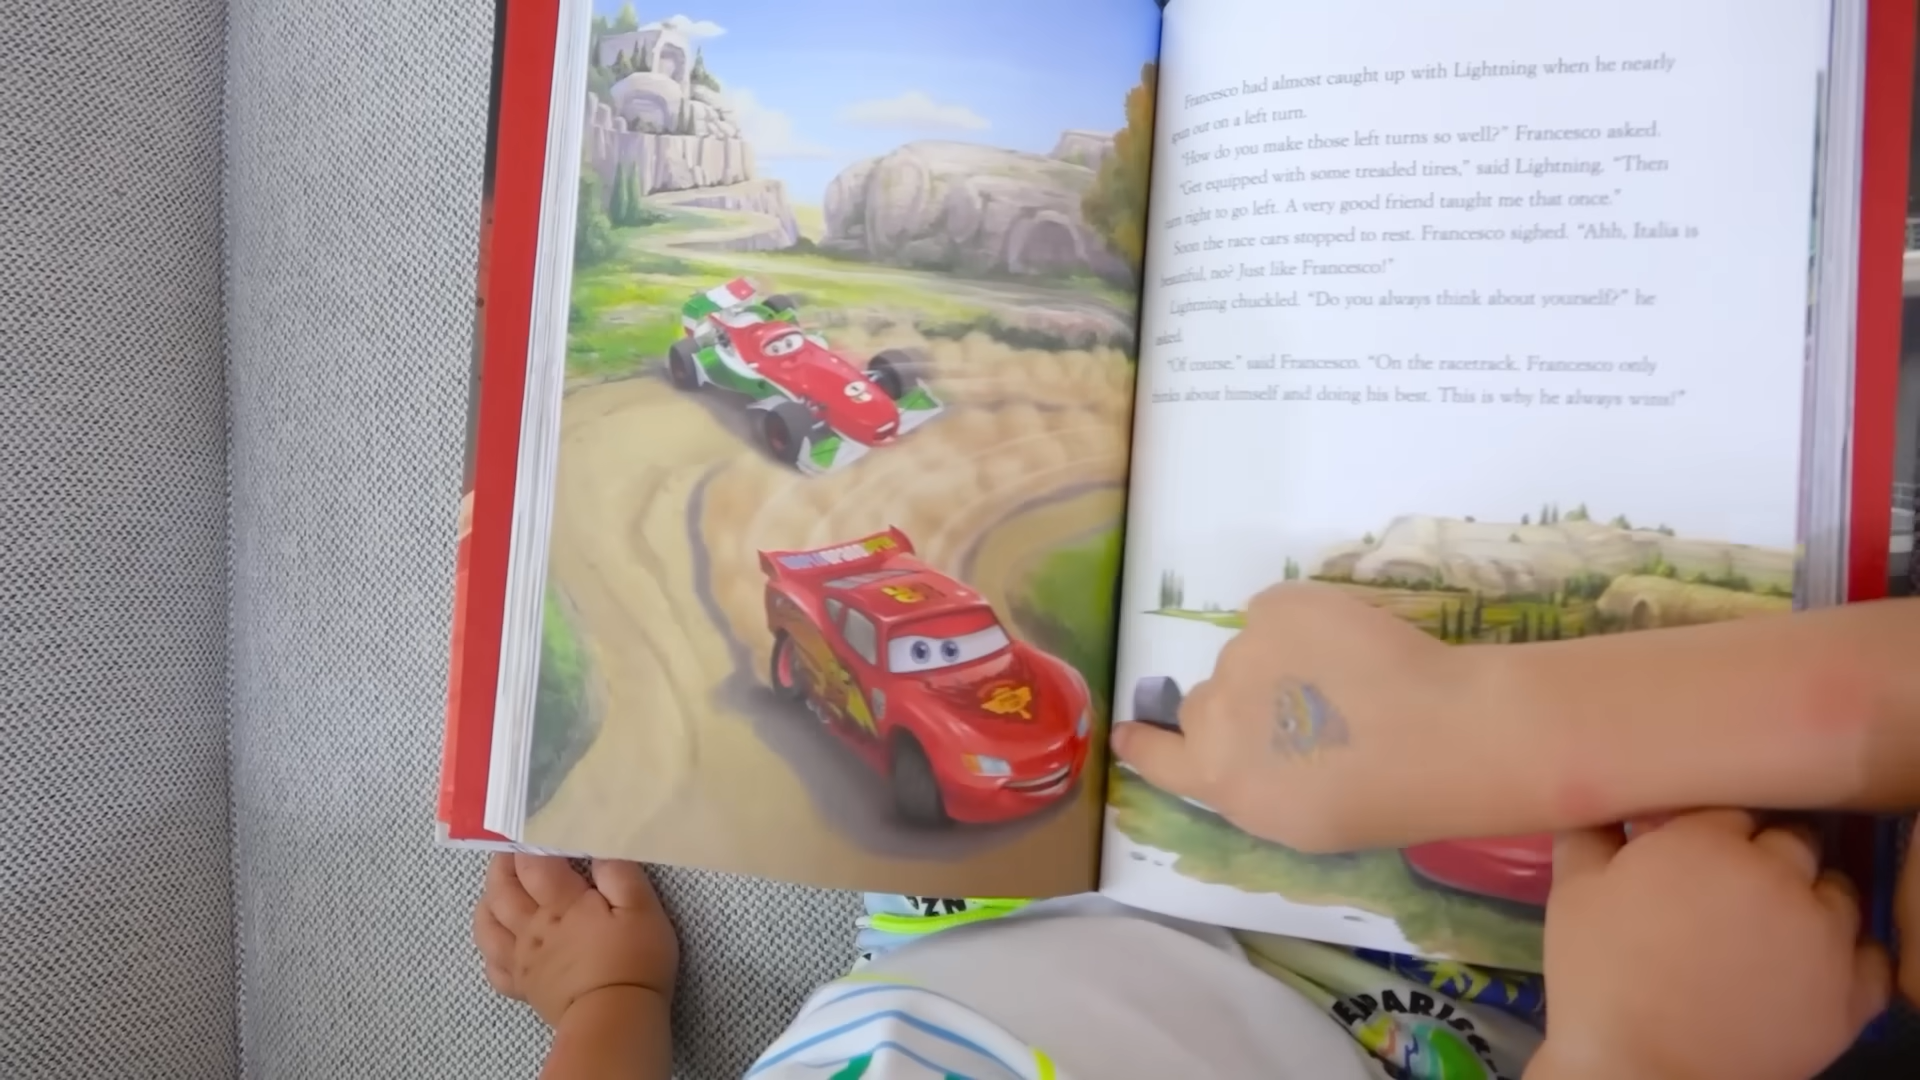 Francesco had almost caught up with Lightning when he nearly
spun out on a left turn.
"How do you make those left turns so well?" Francesco asked.
"Get equipped with some treaded tires," said Lightning. "Then
turn right to go left. A very good friend taught me that once."
Soon the race cars stopped to rest. Francesco sighed. "Ahh, Italia is
beautiful, no? Just like Francesco!"
Lightning chuckled. "Do you always think about yourself?" he
asked.
"Of course," said Francesco. "On the racetrack, Francesco only
thinks about himself and doing his best. This is why he always wins!"